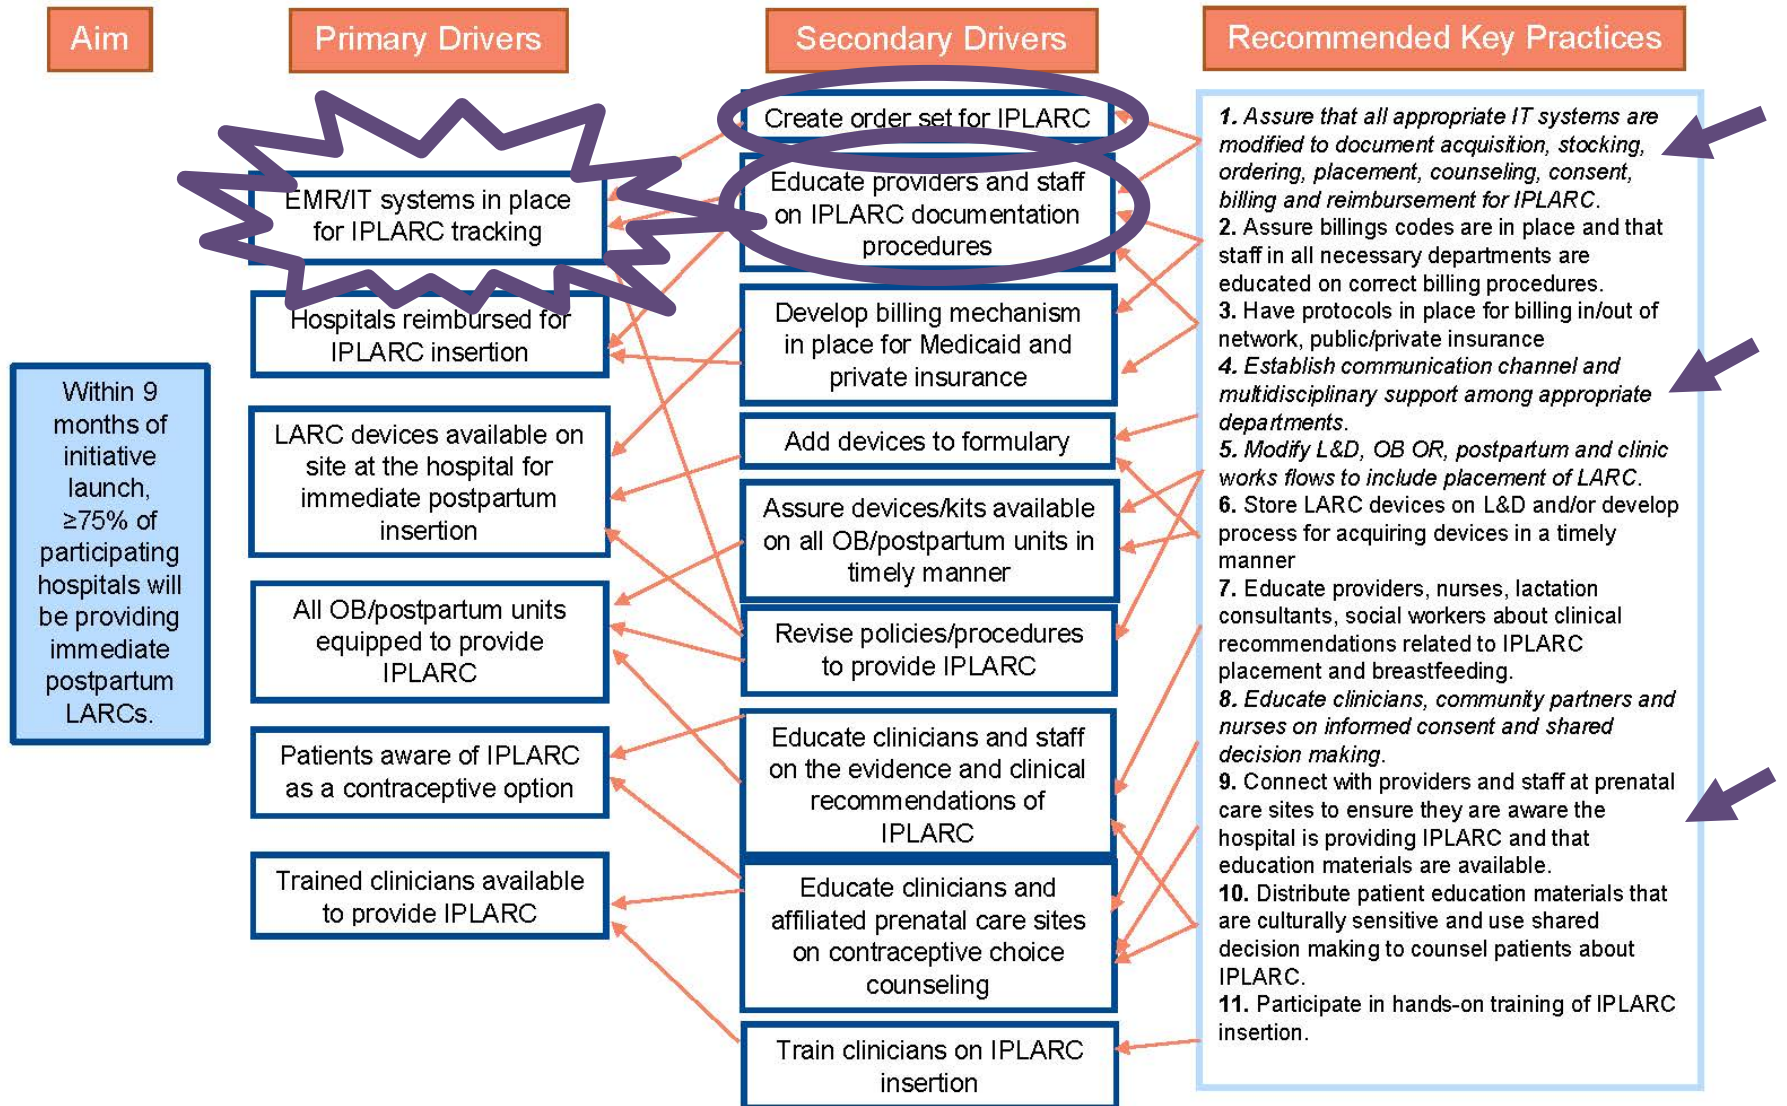 Aim
Primary Drivers
Secondary Drivers
Recommended Key Practices
Within 9
months of
initiative
launch,
≥75% of
participating
hospitals will
be providing
immediate
postpartum
LARCs.
EMR/IT systems in place
for IPLARC tracking
Hospitals reimbursed for
IPLARC insertion
LARC devices available on
site at the hospital for
immediate postpartum
insertion
All OB/postpartum units
equipped to provide
IPLARC
Patients aware of IPLARC
as a contraceptive option
Trained clinicians available
to provide IPLARC
Create order set for IPLARC
Educate providers and staff
on IPLARC documentation
procedures
Develop billing mechanism
in place for Medicaid and
private insurance
Add devices to formulary
Assure devices/kits available
on all OB/postpartum units in
timely manner
Revise policies/procedures
to provide IPLARC
Educate clinicians and staff
on the evidence and clinical
recommendations of
IPLARC
Educate clinicians and
affiliated prenatal care sites
on contraceptive choice
counseling
Train clinicians on IPLARC
insertion
1. Assure that all appropriate IT systems are
modified to document acquisition, stocking,
ordering, placement, counseling, consent,
billing and reimbursement for IPLARC.
2. Assure billings codes are in place and that
staff in all necessary departments are
educated on correct billing procedures.
3. Have protocols in place for billing in/out of
network, public/private insurance
4. Establish communication channel and
multidisciplinary support among appropriate
departments.
5. Modify L&D, OB OR, postpartum and clinic
works flows to include placement of LARC.
6. Store LARC devices on L&D and/or develop
process for acquiring devices in a timely
manner
7. Educate providers, nurses, lactation
consultants, social workers about clinical
recommendations related to IPLARC
placement and breastfeeding.
8. Educate clinicians, community partners and
nurses on informed consent and shared
decision making.
9. Connect with providers and staff at prenatal
care sites to ensure they are aware the
hospital is providing IPLARC and that
education materials are available.
10. Distribute patient education materials that
are culturally sensitive and use shared
decision making to counsel patients about
IPLARC.
11. Participate in hands-on training of IPLARC
insertion.